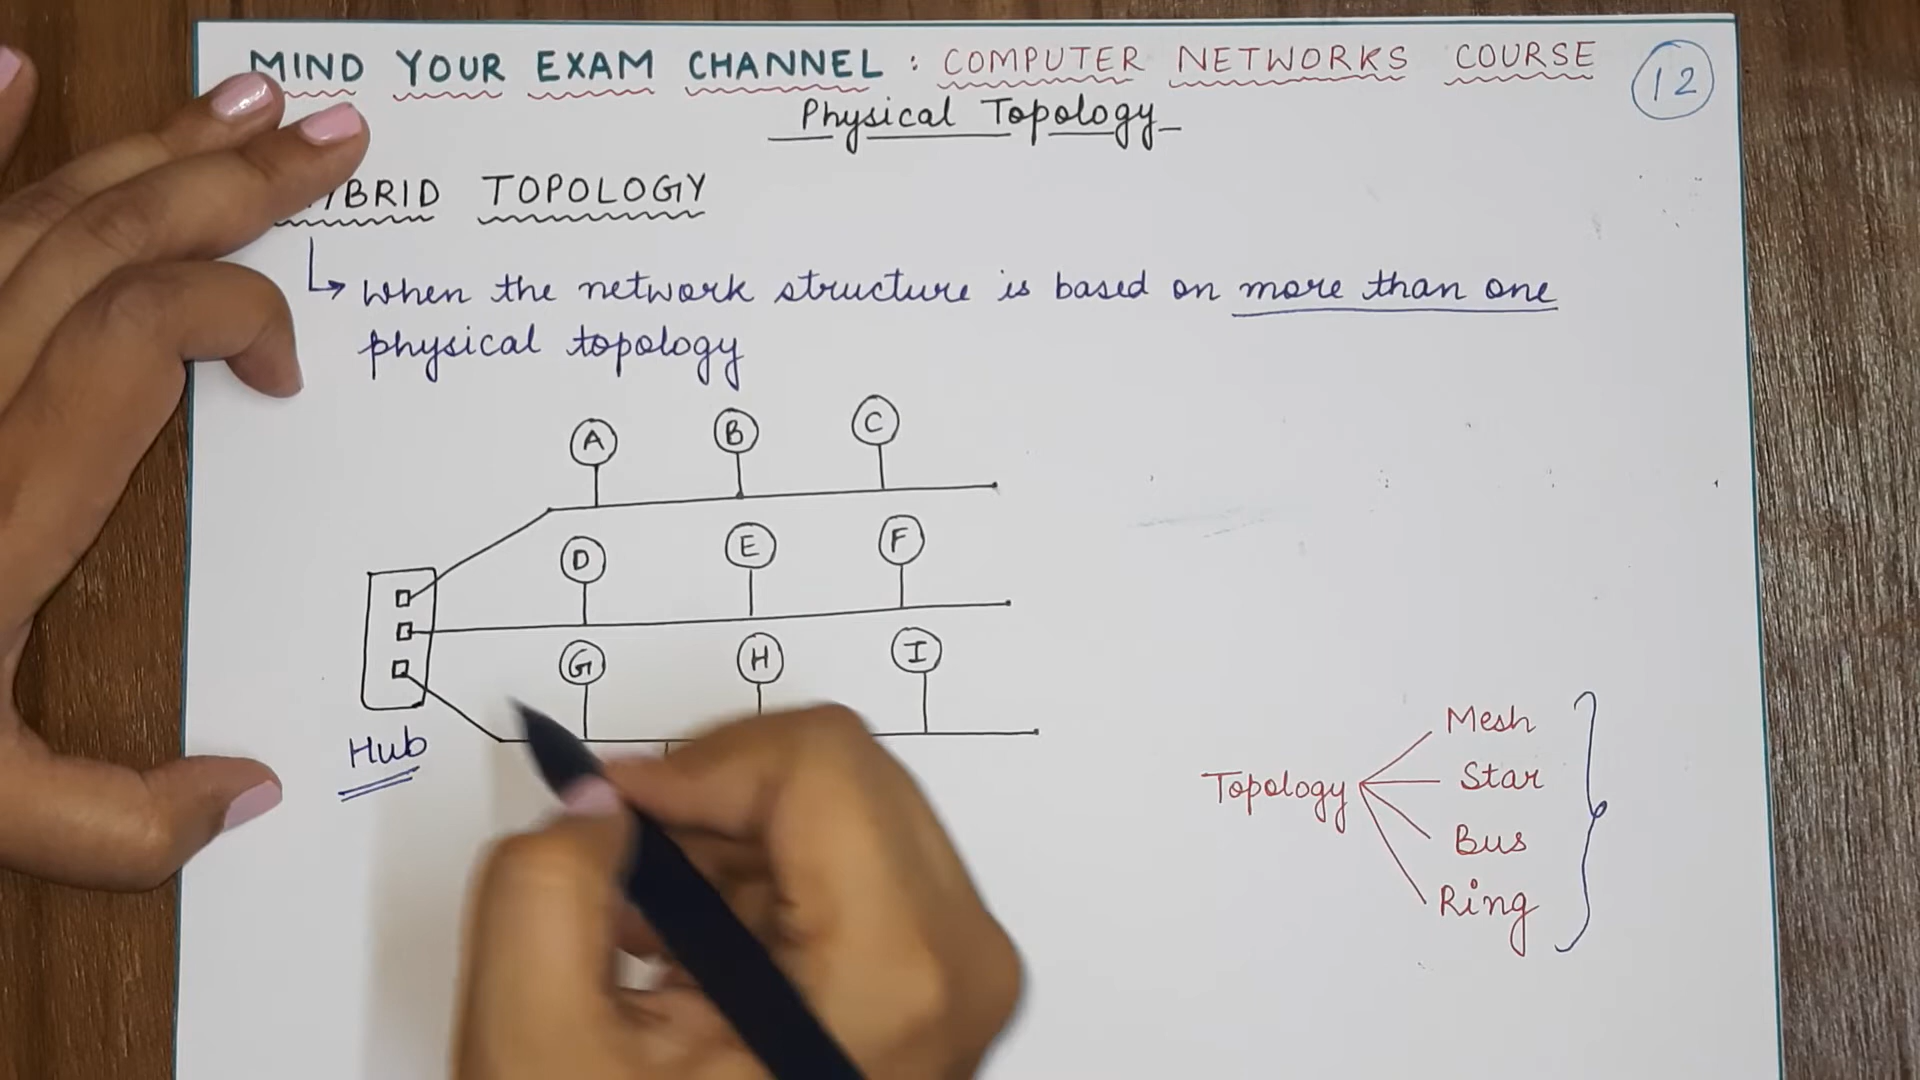 MIND YOUR EXAM CHANNEL : COMPUTER NETWORKS COURSE
12
Physical Topology
YBRID TOPOLOGY
When the network structure is based on more than one
physical topology
A B C
D E F
G H I
Hub
Topology
Mesh
Star
Bus
Ring